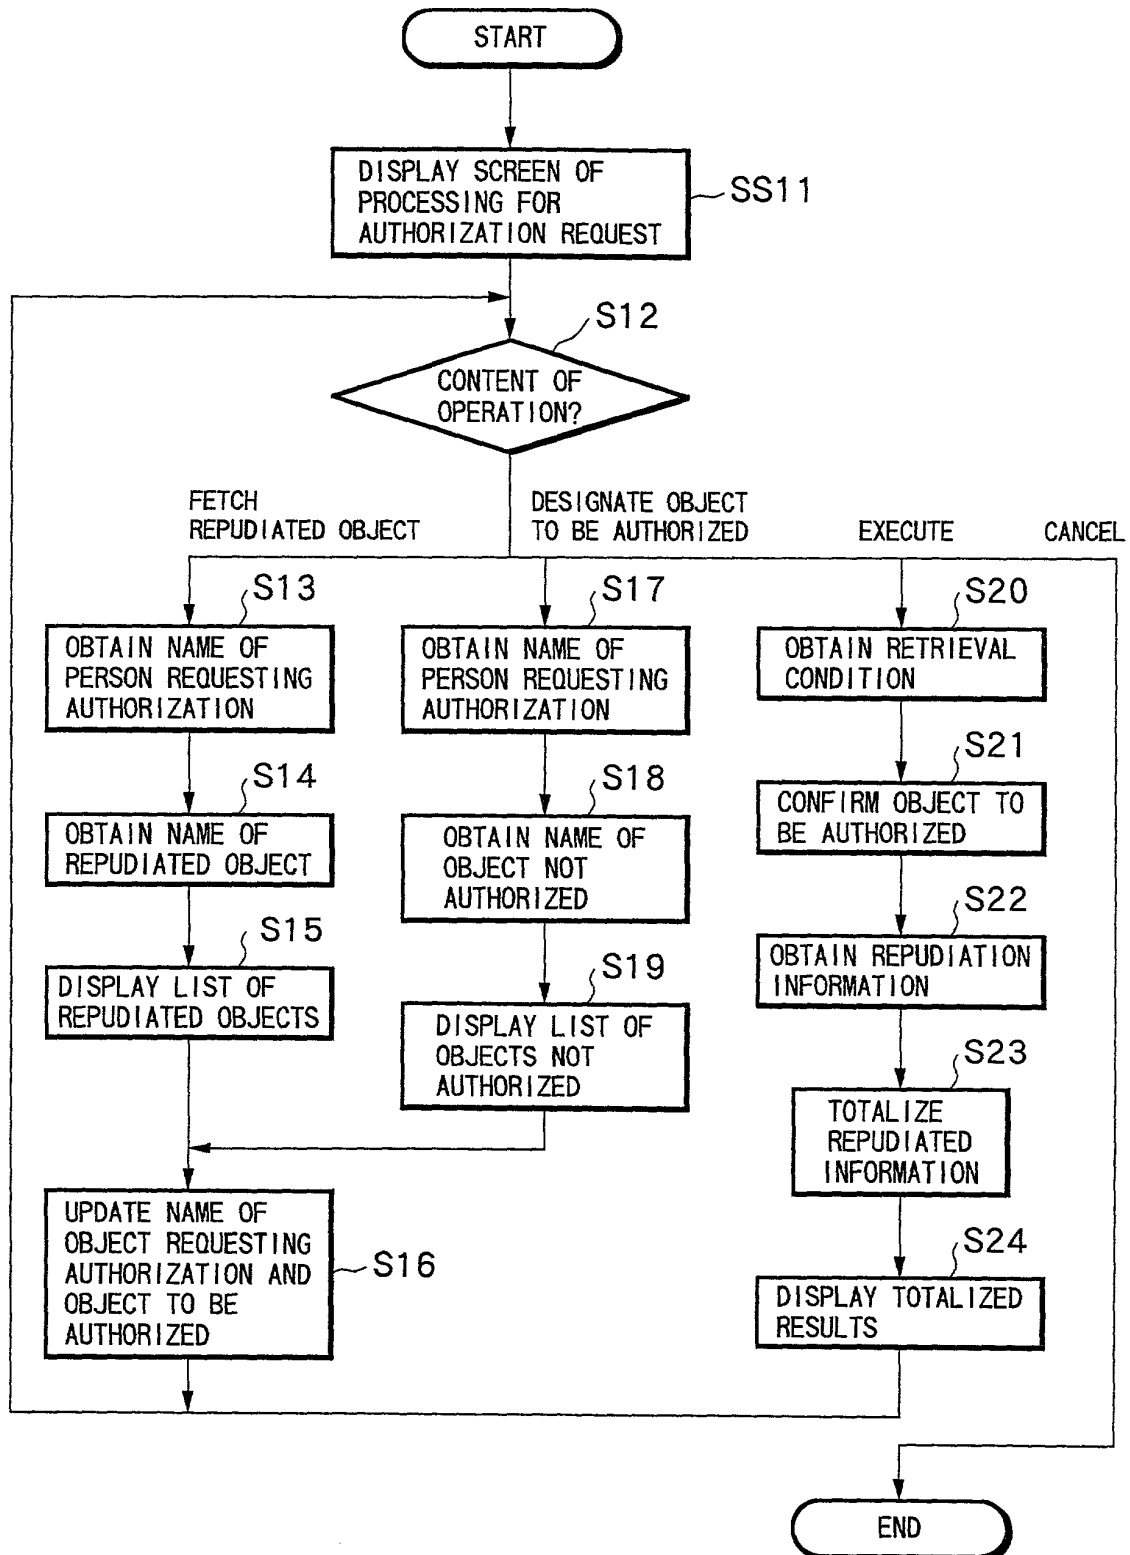 START
DISPLAY SCREEN OF
PROCESSING FOR
AUTHORIZATION REQUEST
SS11
S12
CONTENT OF
OPERATION?
FETCH
REPUDIATED OBJECT
DESIGNATE OBJECT
TO BE AUTHORIZED
EXECUTE
CANCEL
S13
OBTAIN NAME OF
PERSON REQUESTING
AUTHORIZATION
S14
OBTAIN NAME OF
REPUDIATED OBJECT
S15
DISPLAY LIST OF
REPUDIATED OBJECTS
UPDATE NAME OF
OBJECT REQUESTING
AUTHORIZATION AND
OBJECT TO BE
AUTHORIZED
S16
S17
OBTAIN NAME OF
PERSON REQUESTING
AUTHORIZATION
S18
OBTAIN NAME OF
OBJECT NOT
AUTHORIZED
S19
DISPLAY LIST OF
OBJECTS NOT
AUTHORIZED
S20
OBTAIN RETRIEVAL
CONDITION
S21
CONFIRM OBJECT TO
BE AUTHORIZED
S22
OBTAIN REPUDIATION
INFORMATION
S23
TOTALIZE
REPUDIATED
INFORMATION
S24
DISPLAY TOTALIZED
RESULTS
END